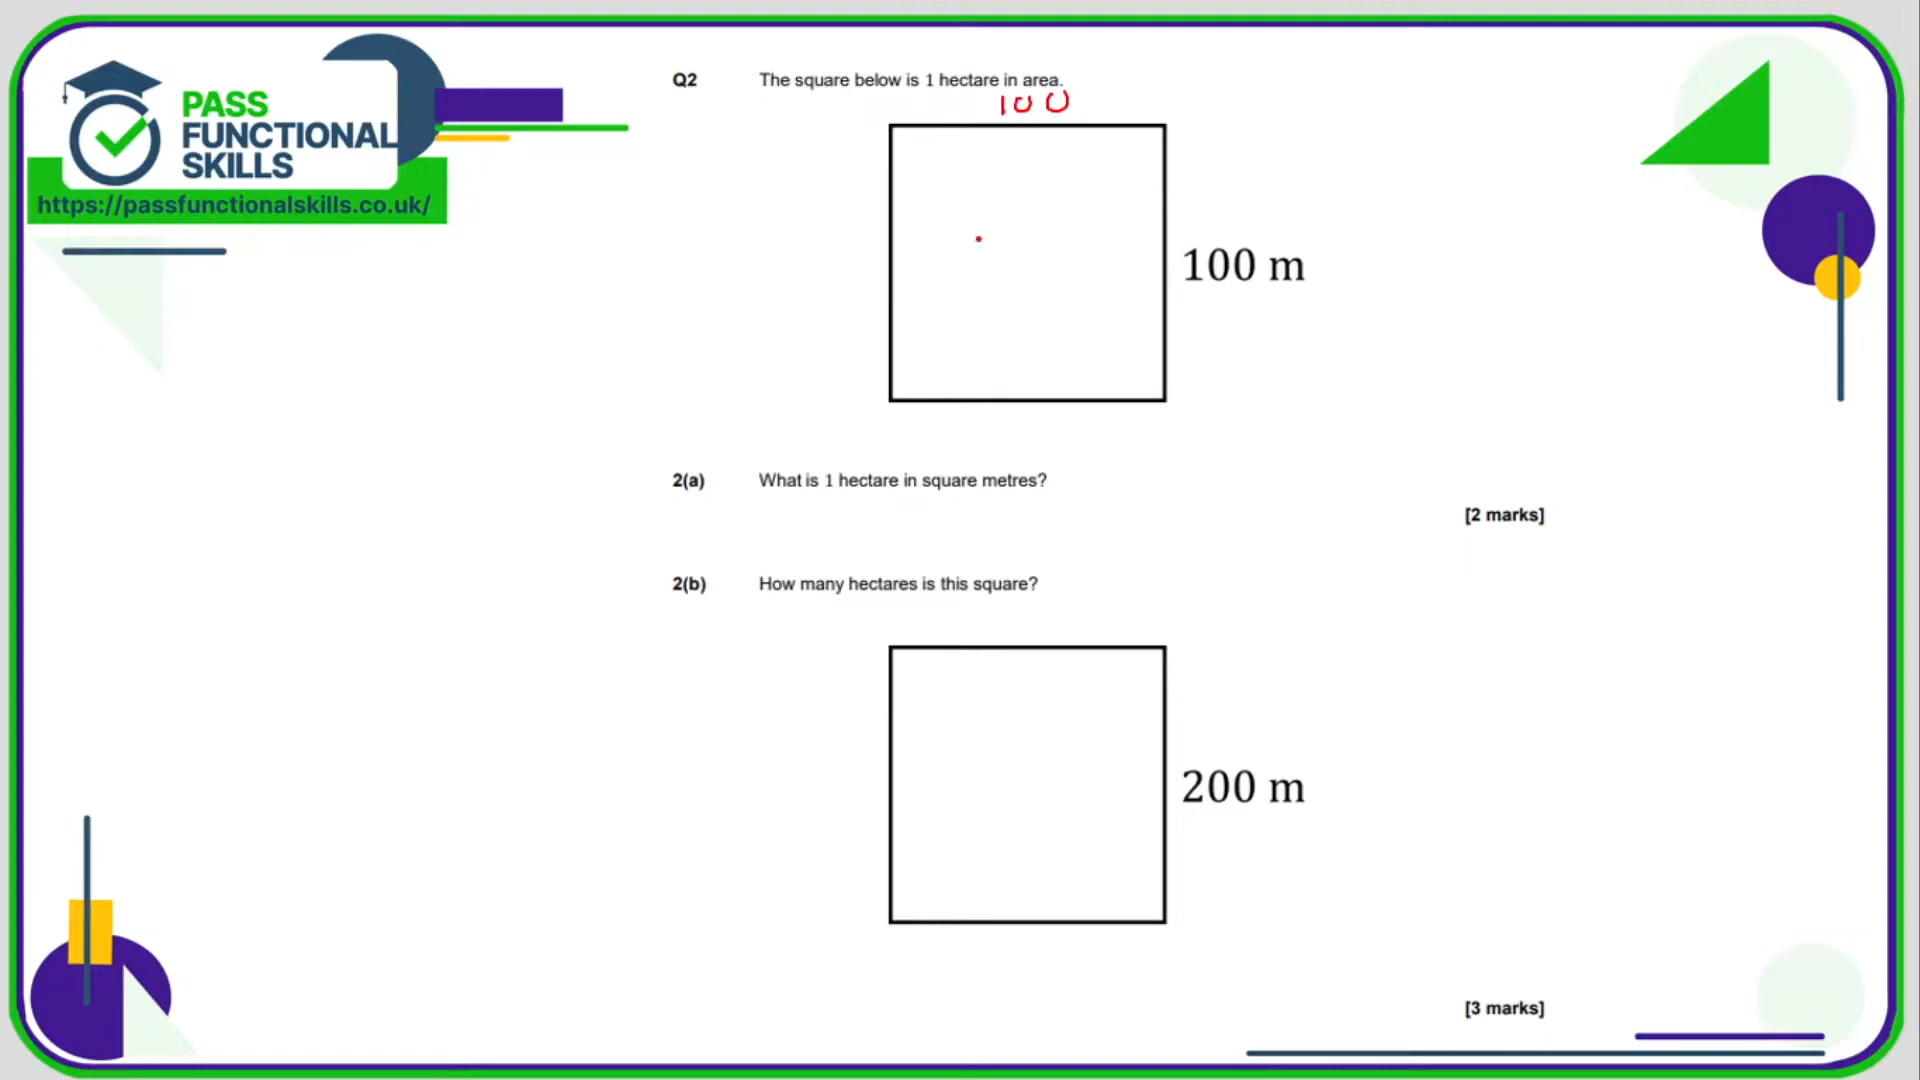 PASS
FUNCTIONAL
SKILLS
https://passfunctionalskills.co.uk/
Q2 The square below is 1 hectare in area.
100
100 m
2(a) What is 1 hectare in square metres?
[2 marks]
2(b) How many hectares is this square?
200 m
[3 marks]